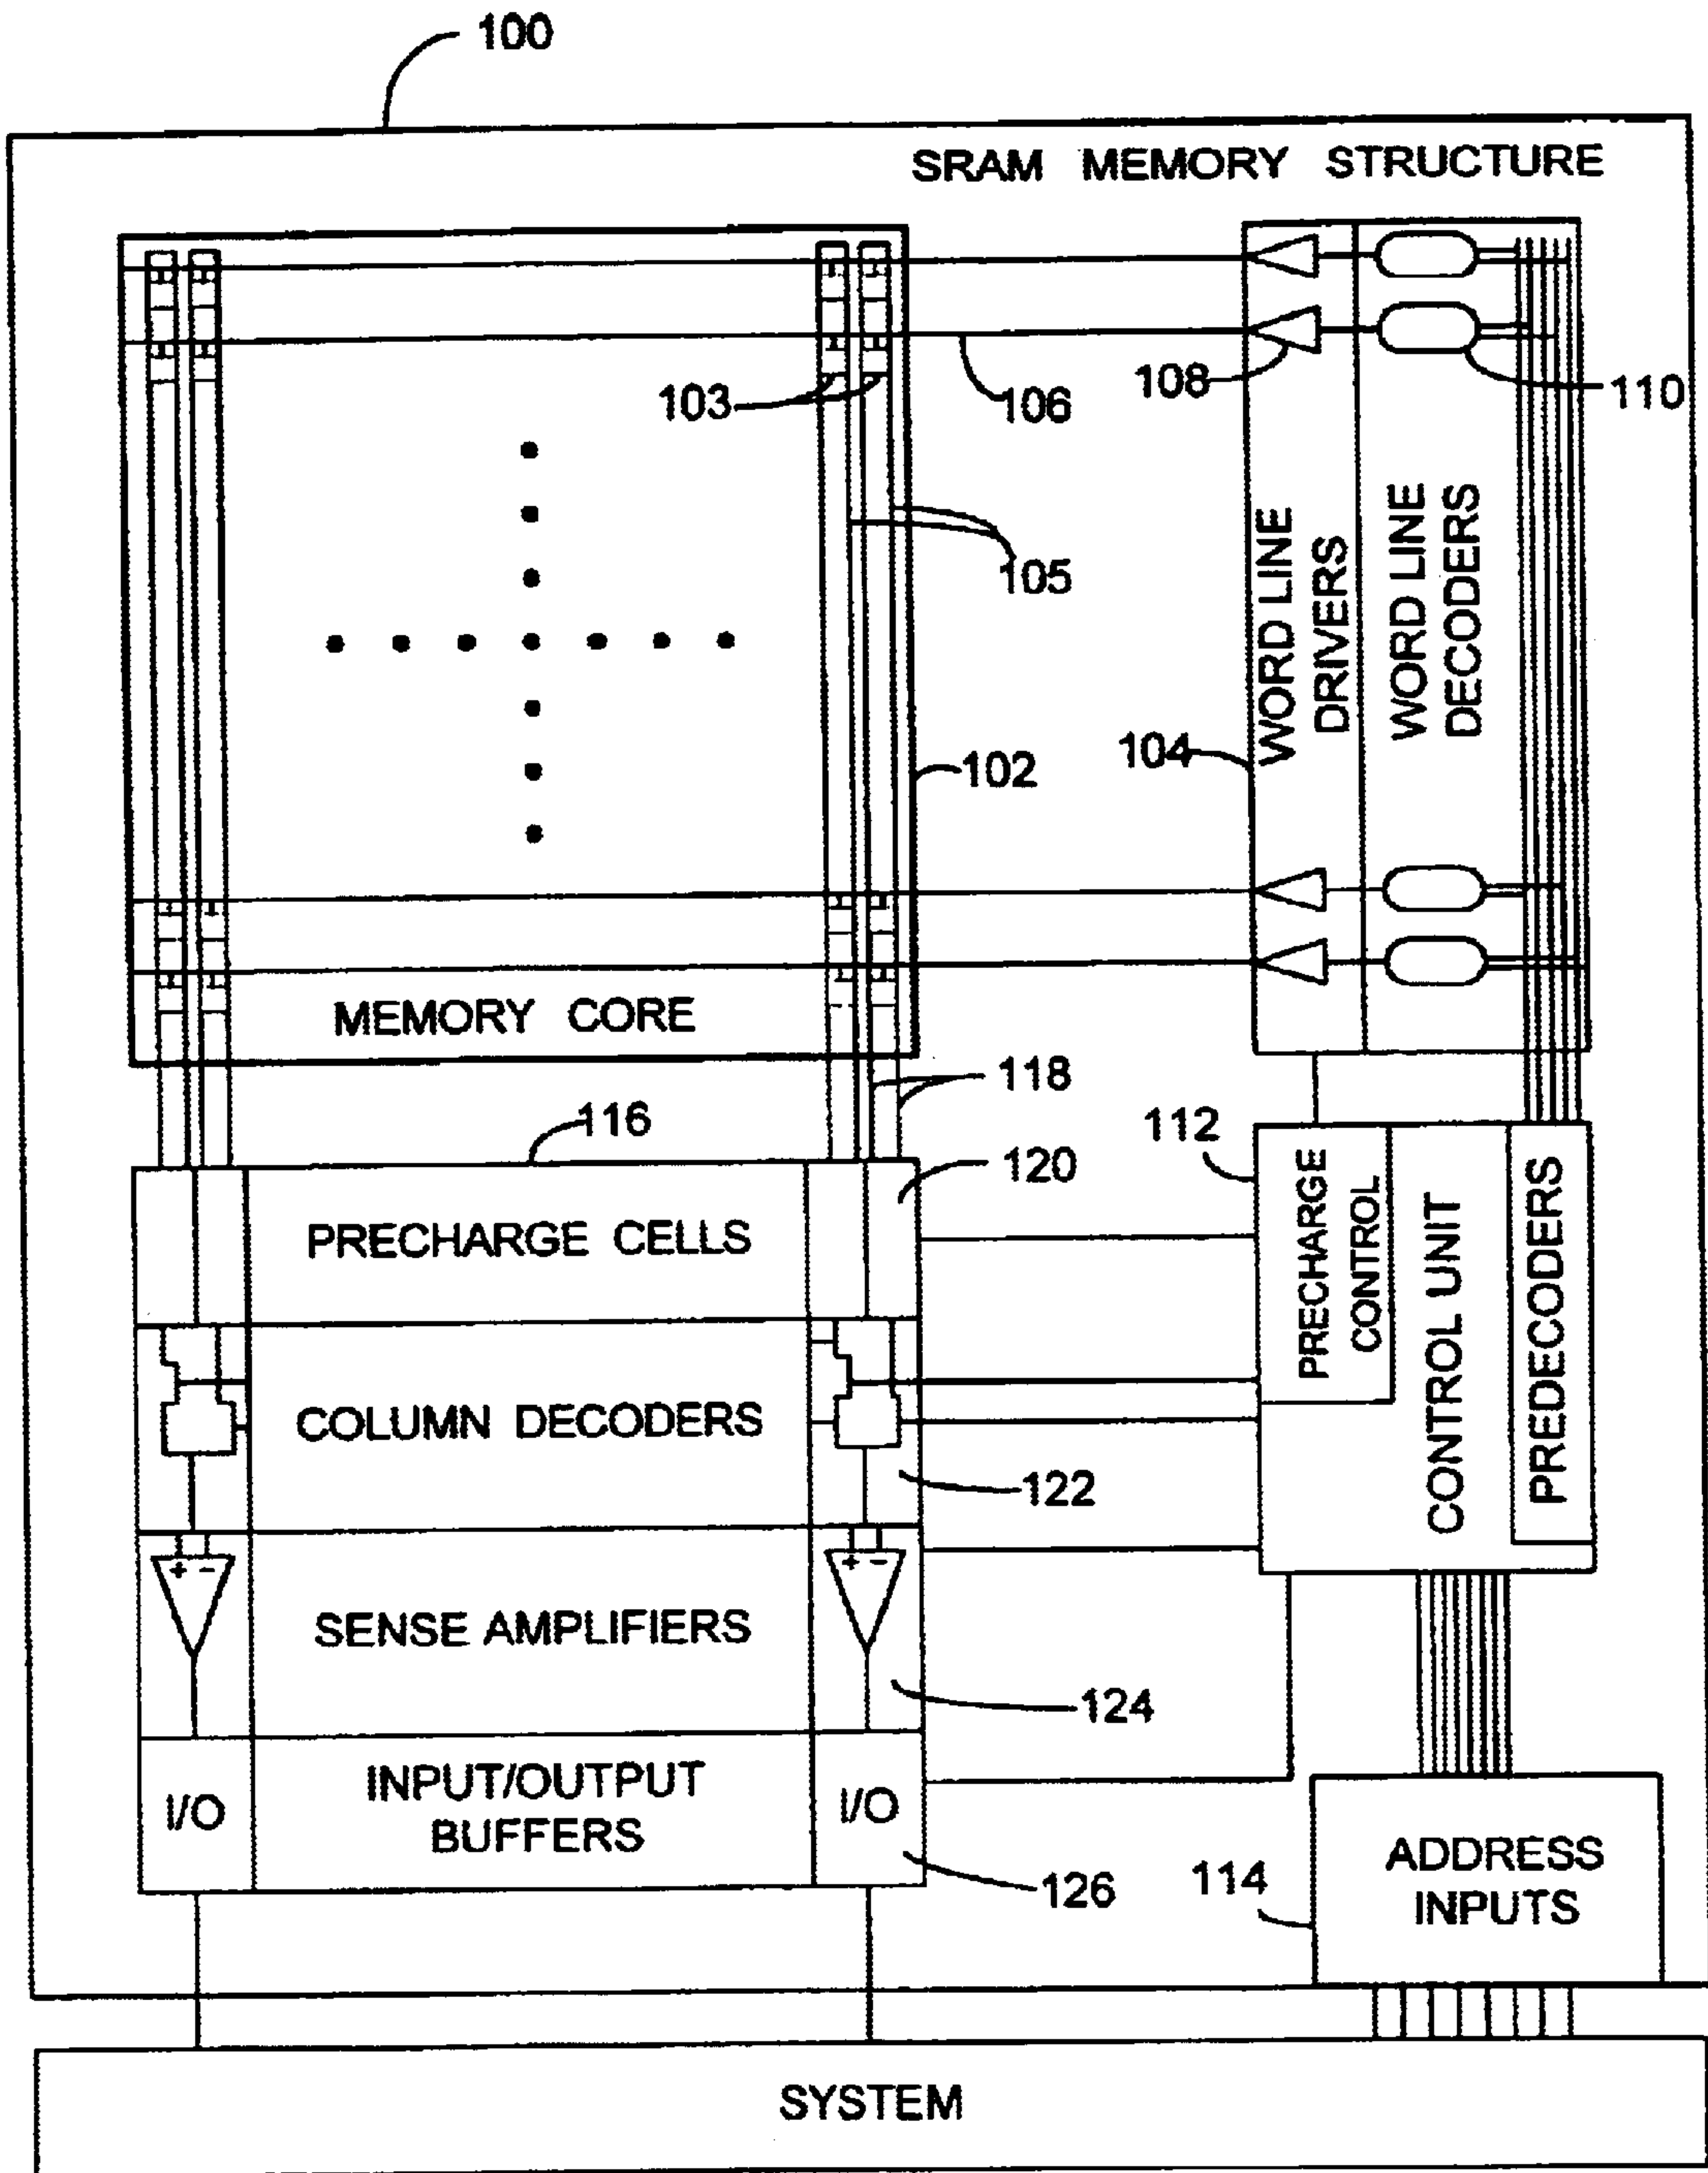 100
SRAM MEMORY STRUCTURE
103
106
108
110
105
WORD LINE
DRIVERS
WORD LINE
DECODERS
104
102
MEMORY CORE
118
116
112
120
PRECHARGE CELLS
PRECHARGE
CONTROL
CONTROL UNIT
PREDECODERS
COLUMN DECODERS
122
+ -
+ -
SENSE AMPLIFIERS
124
I/O
INPUT/OUTPUT
BUFFERS
I/O
126
114
ADDRESS
INPUTS
SYSTEM